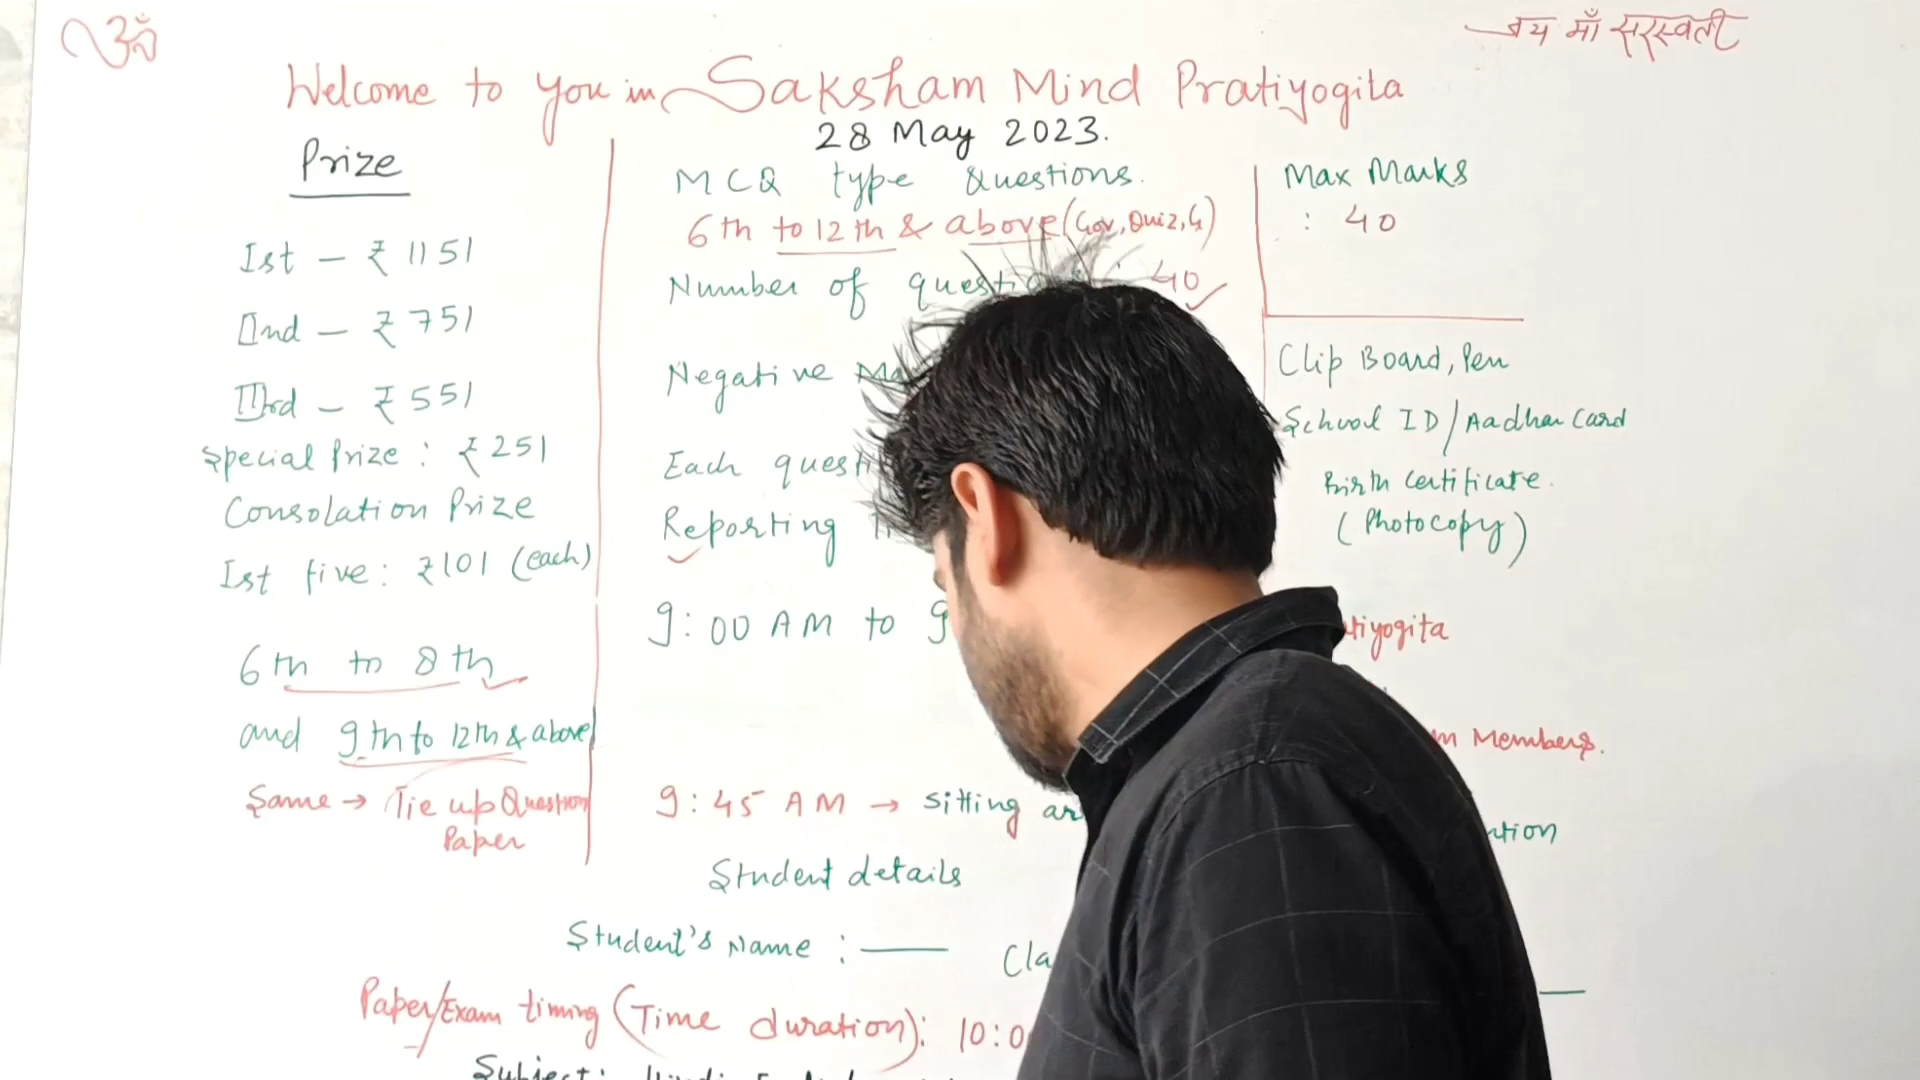 ॐ
जय माँ सरस्वती
Welcome to you in Saksham Mind Pratiyogita
28 May 2023.
Prize
Ist - ₹ 1151
IInd - ₹ 751
IIIrd - ₹ 551
Special Prize : ₹ 251
Consolation Prize
Ist five : ₹101 (each)
6th to 8th
and 9th to 12th & above
Same → Tie up Question
Paper
MCQ type Questions.
6th to 12th & above (Gov, Quiz, G)
Number of questio 40
Negative Ma
Each quest
Reporting
9:00 AM to 9
9:45 AM → sitting ar
Student details
Student's Name : Cla
Paper/Exam timing (Time duration): 10:0
Subject: Hindi
Max Marks
: 40
Clip Board, Pen
School ID/Aadhar Card
Birth Certificate.
(Photocopy)
tiyogita
m Members.
tion